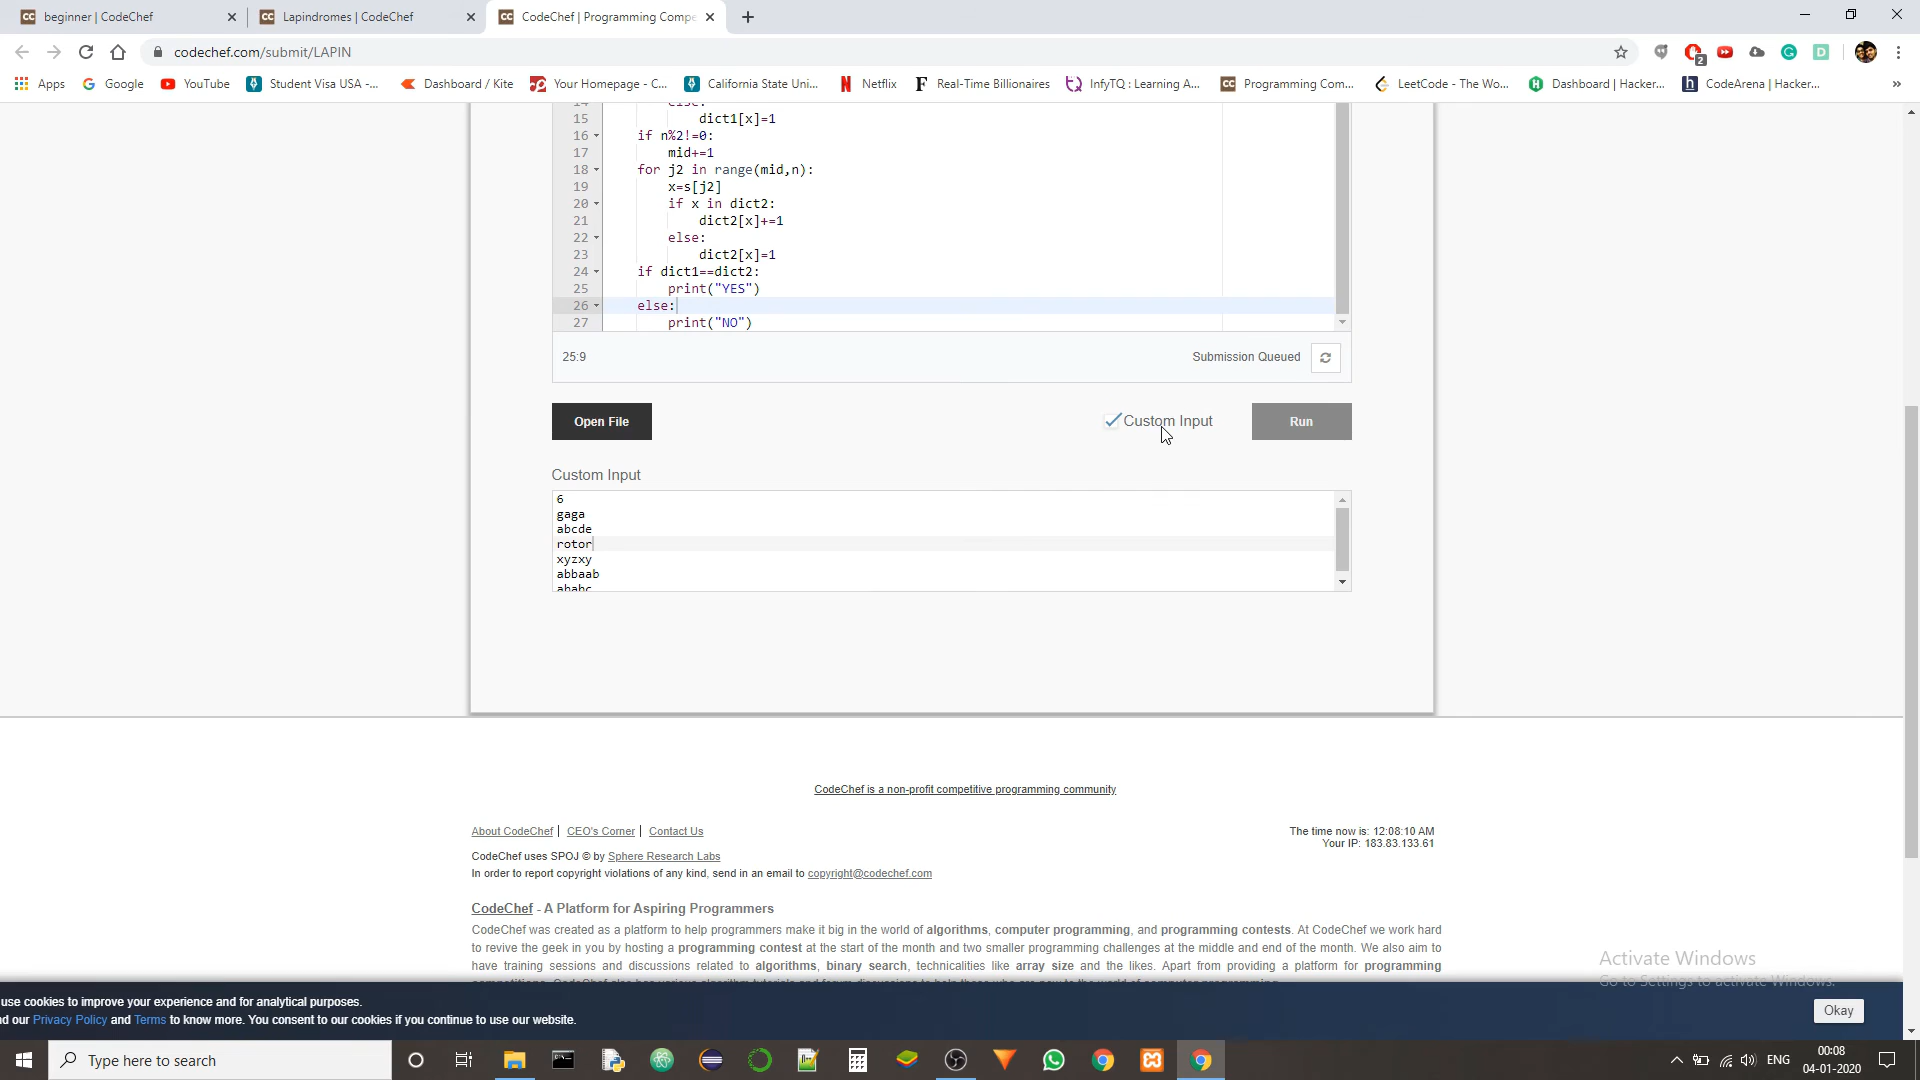 beginner | CodeChef
Lapindromes | CodeChef
CodeChef | Programming Compe
codechef.com/submit/LAPIN
2
Apps
Google
YouTube
Student Visa USA -...
Dashboard / Kite
Your Homepage - C...
California State Uni...
Netflix
Real-Time Billionaires
InfyTQ : Learning A...
Programming Com...
LeetCode - The Wo...
Dashboard | Hacker...
CodeArena | Hacker...
14 else:
15 dict1[x]=1
16 if n%2!=0:
17 mid+=1
18 for j2 in range(mid,n):
19 x=s[j2]
20 if x in dict2:
21 dict2[x]+=1
22 else:
23 dict2[x]=1
24 if dict1==dict2:
25 print("YES")
26 else:
27 print("NO")
25:9
Submission Queued
Open File
Custom Input
Run
Custom Input
6
gaga
abcde
rotor
xyzxy
abbaab
ababc
CodeChef is a non-profit competitive programming community
About CodeChef | CEO's Corner | Contact Us
The time now is: 12:08:10 AM
Your IP: 183.83.133.61
CodeChef uses SPOJ © by Sphere Research Labs
In order to report copyright violations of any kind, send in an email to copyright@codechef.com
CodeChef - A Platform for Aspiring Programmers
CodeChef was created as a platform to help programmers make it big in the world of algorithms, computer programming, and programming contests. At CodeChef we work hard
to revive the geek in you by hosting a programming contest at the start of the month and two smaller programming challenges at the middle and end of the month. We also aim to
have training sessions and discussions related to algorithms, binary search, technicalities like array size and the likes. Apart from providing a platform for programming
Activate Windows
Go to Settings to activate Windows.
use cookies to improve your experience and for analytical purposes.
d our Privacy Policy and Terms to know more. You consent to our cookies if you continue to use our website.
Okay
Type here to search
ENG
00:08
04-01-2020